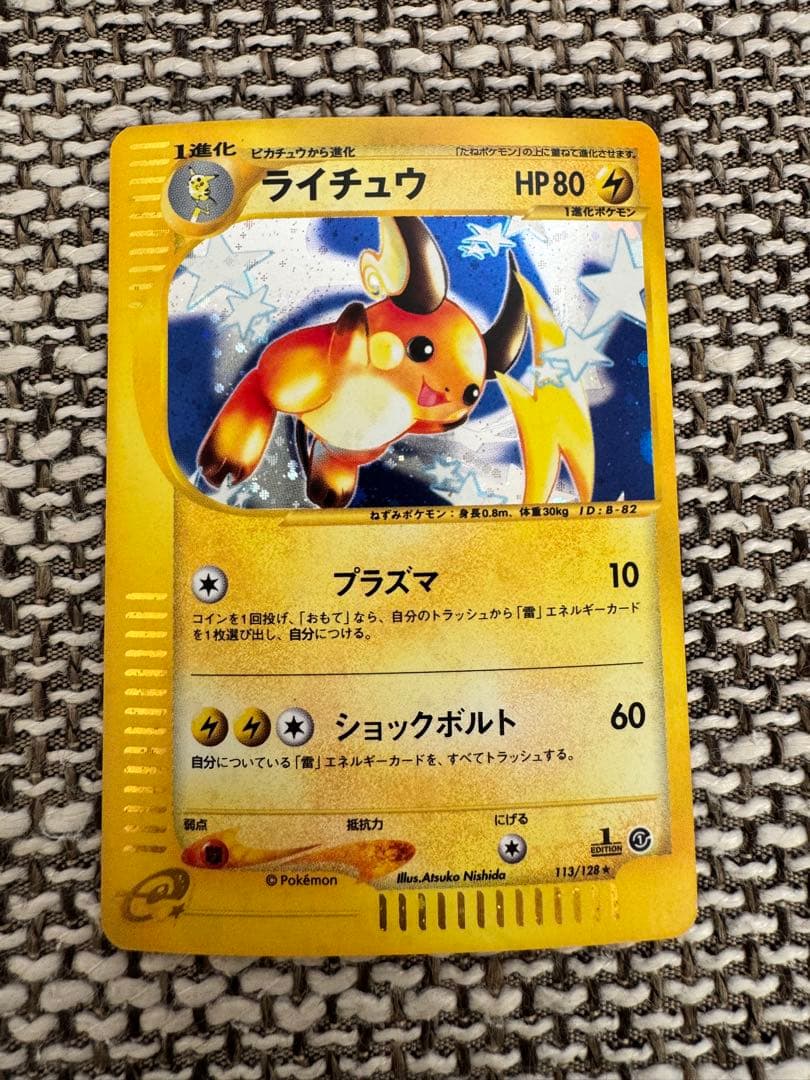 1進化 ピカチュウから進化 「たねポケモン」の上に重ねて進化させます。
ライチュウ HP80
1進化ポケモン
ねずみポケモン：身長0.8m、体重30kg ID:B-82
プラズマ 10
コインを1回投げ、「おもて」なら、自分のトラッシュから「雷」エネルギーカード
を1枚選び出し、自分につける。
ショックボルト 60
自分についている「雷」エネルギーカードを、すべてトラッシュする。
弱点 抵抗力 にげる
1
EDITION
©Pokémon Illus.Atsuko Nishida 113/128★
e